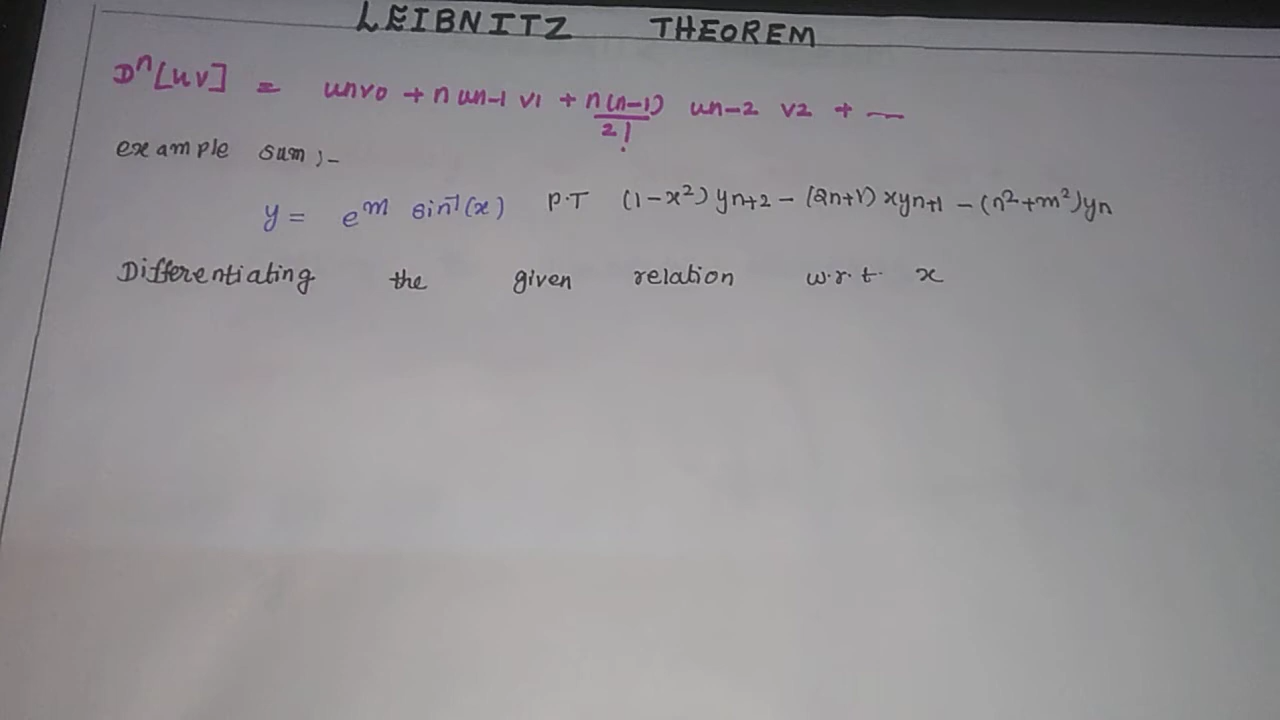 LEIBNITZ THEOREM
Dⁿ[uv] = unv0 + n un-1 v1 + n(n-1)/2! un-2 v2 + —
example sum ;-
y = e^m sin⁻¹(x) P.T (1-x²) yn+2 - (2n+1) xyn+1 - (n²+m²)yn
Differentiating the given relation w.r.t. x